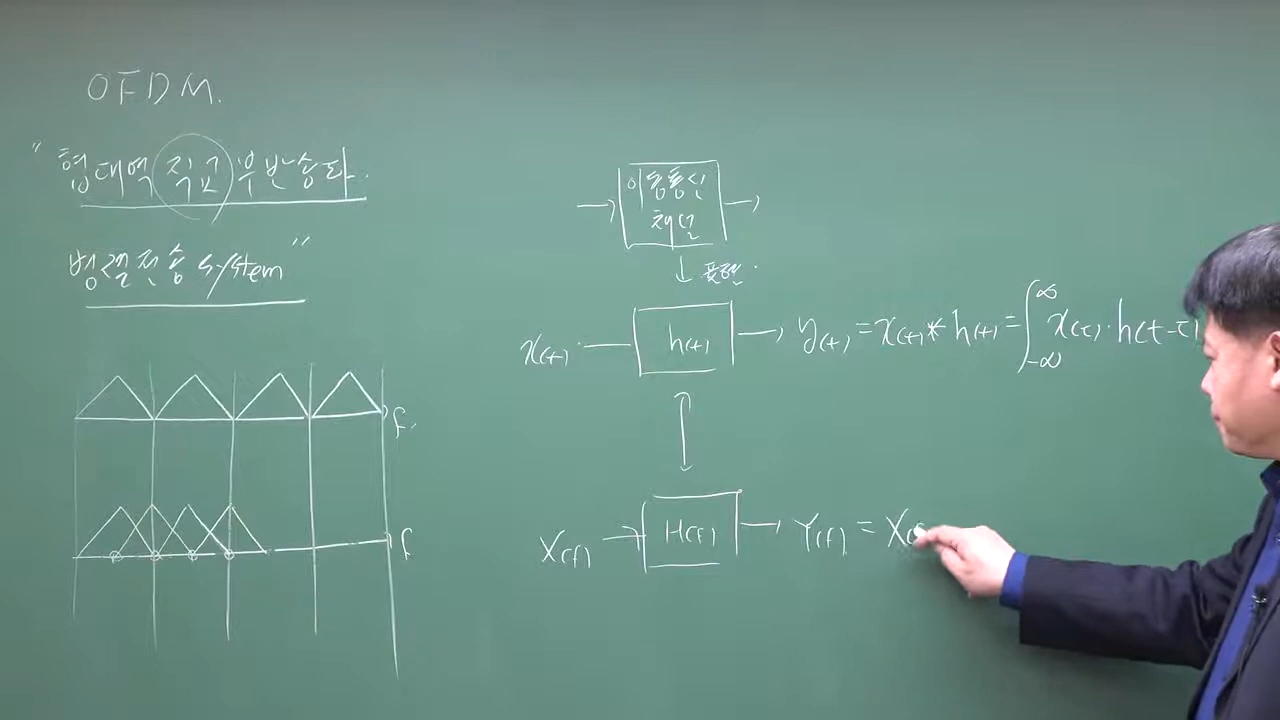 OFDM.
"협대역 직교 부반송파.
병렬전송 system"
f.
f
이동통신
채널
↓ 표현.
x(t) h(t) → y(t) = x(t) * h(t) = ∫_{-∞}^{∞} x(τ)·h(t-τ)
X(f) → H(f) → Y(f) = X(f